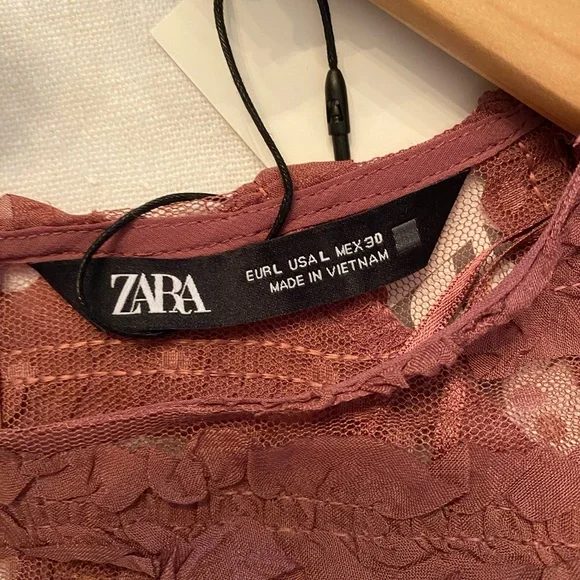 ZARA
EUR L USA L MEX 30
MADE IN VIETNAM